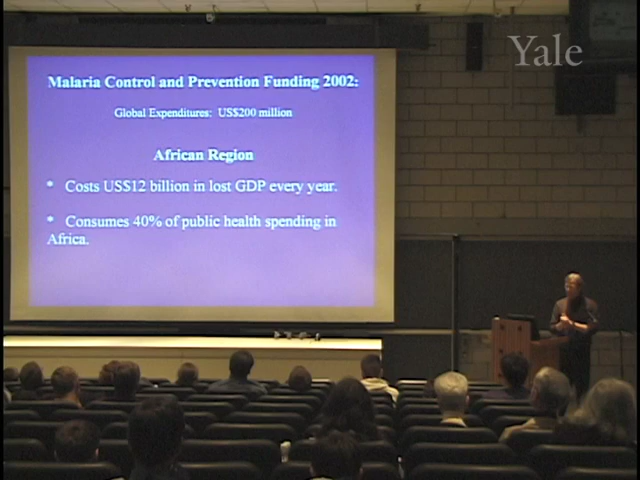 Yale
Malaria Control and Prevention Funding 2002:
Global Expenditures: US$200 million
African Region
* Costs US$12 billion in lost GDP every year.
* Consumes 40% of public health spending in
Africa.